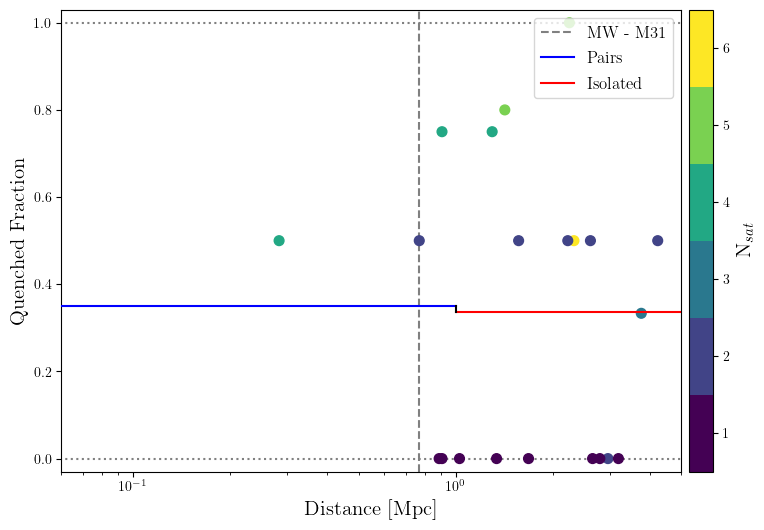 1.0
0.8
0.6
0.4
0.2
0.0
Quenched Fraction
10⁻¹
10⁰
Distance [Mpc]
MW - M31
Pairs
Isolated
6
5
4
3
2
1
N_sat